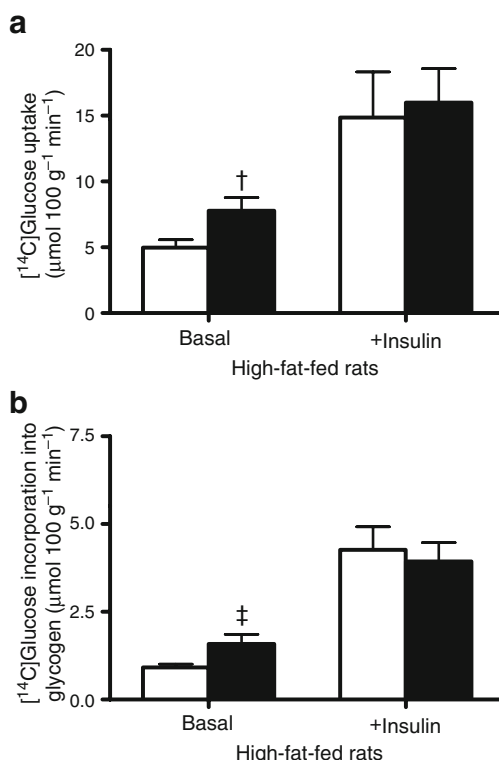 a
[¹⁴C]Glucose uptake
(µmol 100 g⁻¹ min⁻¹)
20
15
10
5
0
†
Basal
+Insulin
High-fat-fed rats
b
[¹⁴C]Glucose incorporation into
glycogen (µmol 100 g⁻¹ min⁻¹)
7.5
5.0
2.5
0.0
‡
Basal
+Insulin
High-fat-fed rats